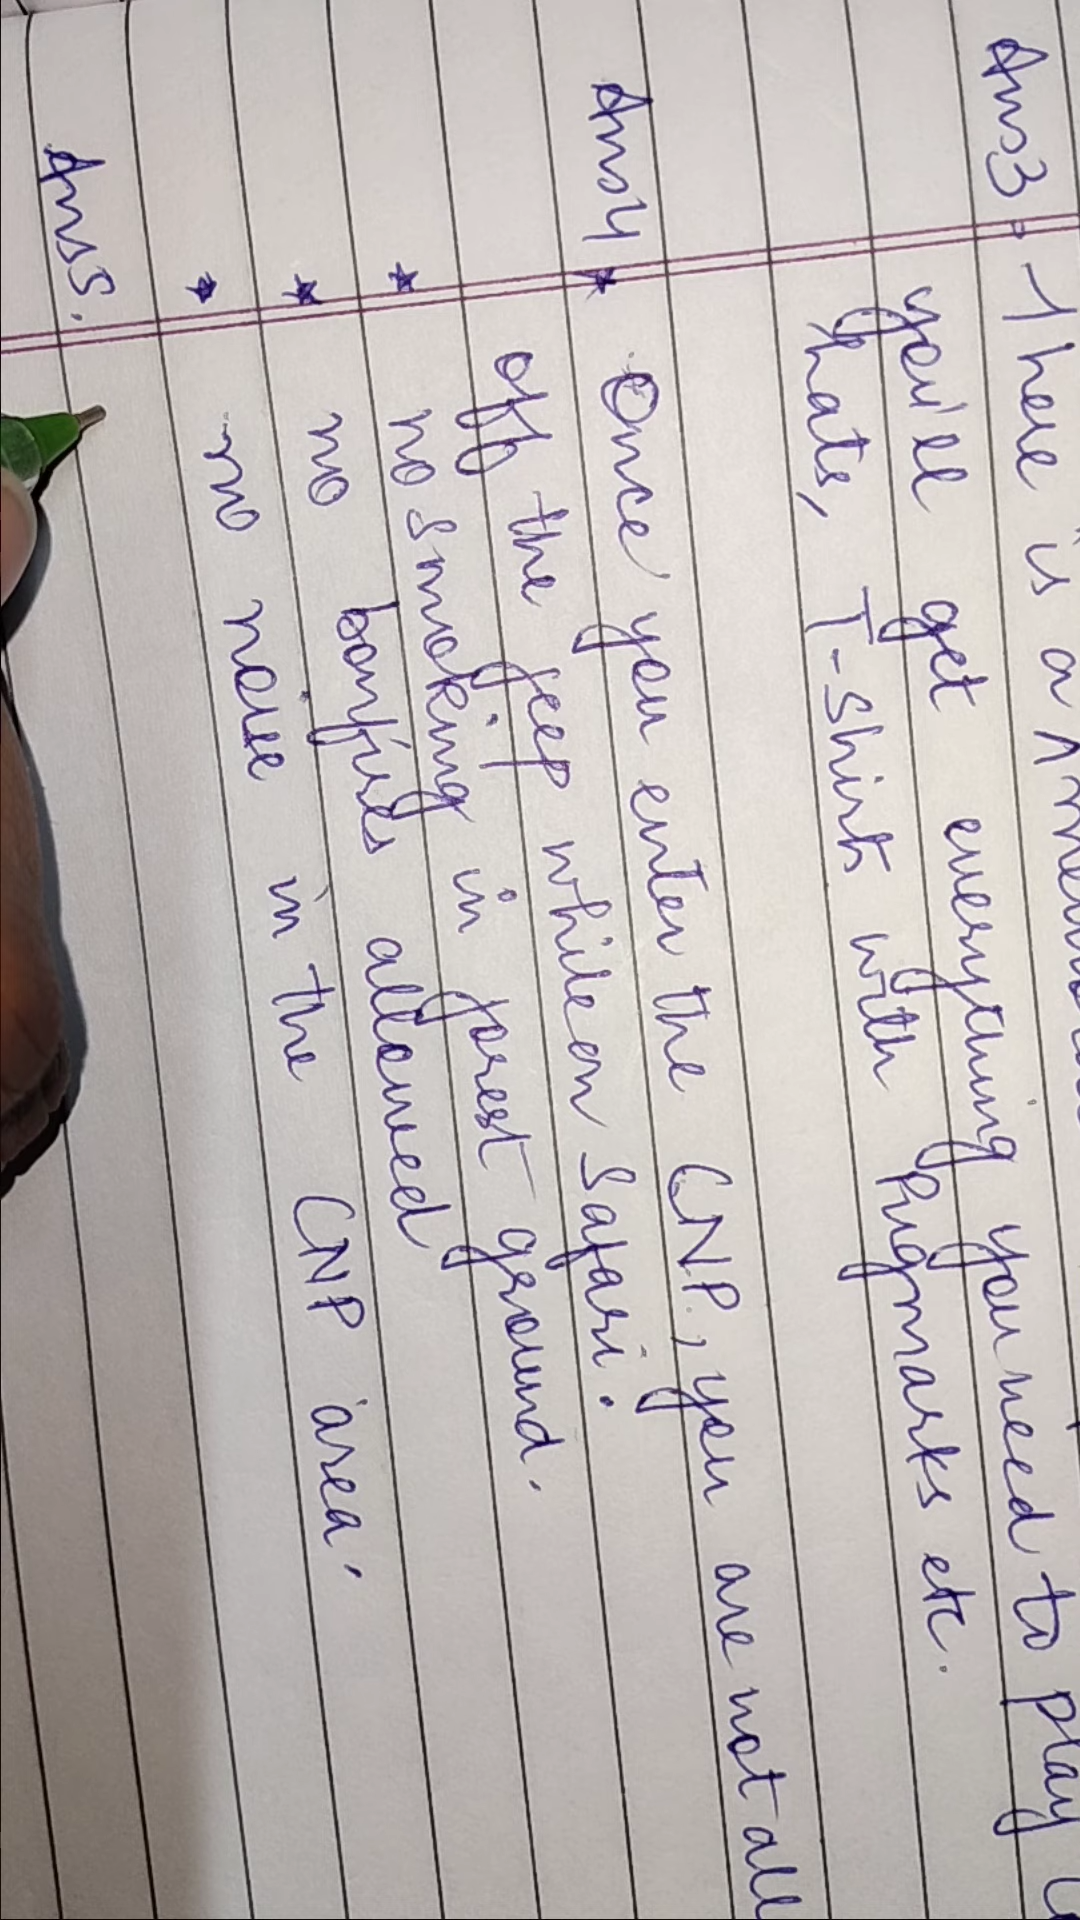 Ans3. There is a Amenities
you'll get everything you need to play
hats, T-shirt with Pugmarks etc.
Ans4 * Once you enter the CNP, you are not all
off the jeep while on Safari.
* no smoking in forest ground.
* no bonfires allowed
* no noise in the CNP area.
Ans5.